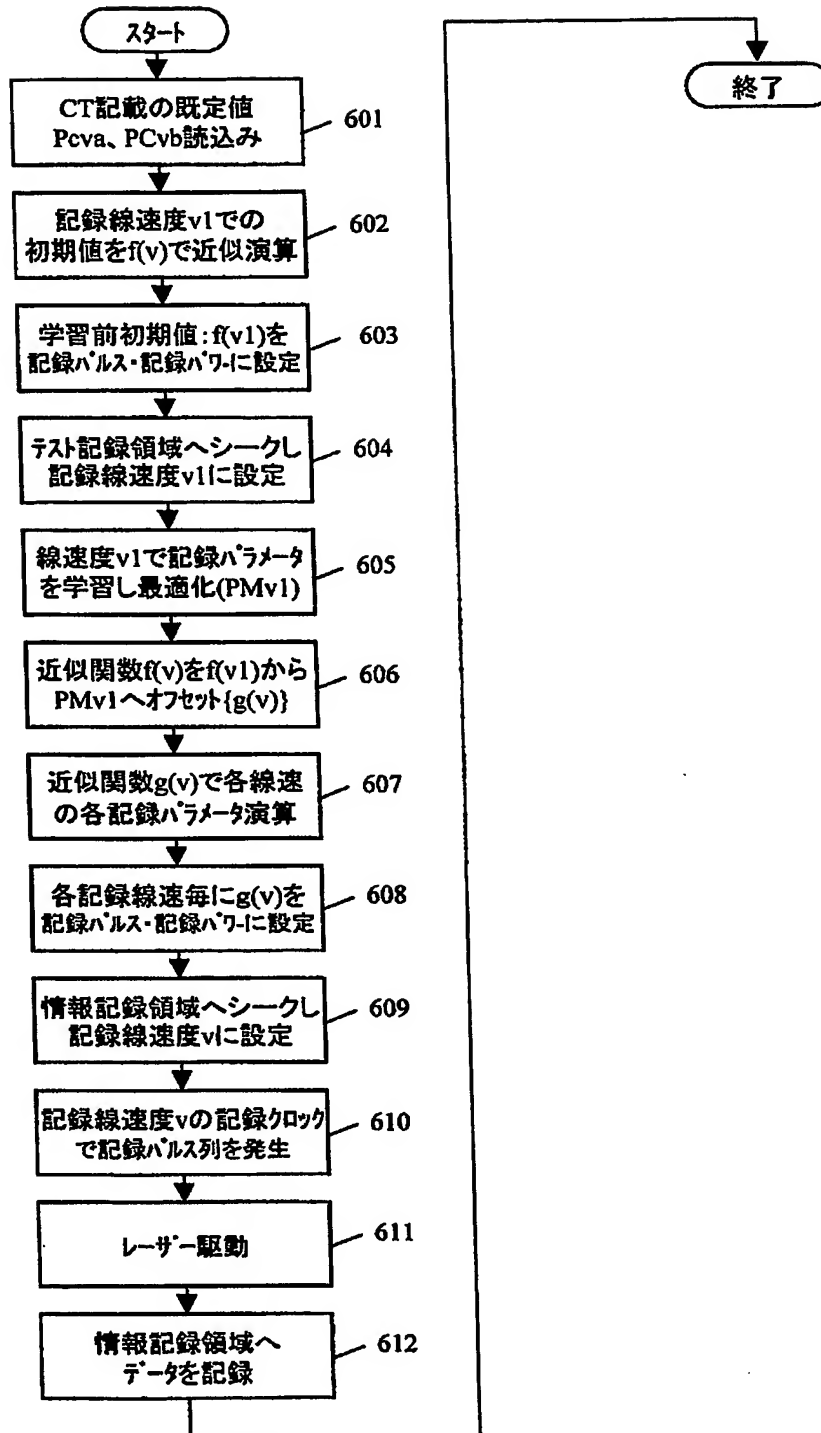 スタート
CT記載の既定値
Pcva、PCvb読込み
601
記録線速度v1での
初期値をf(v)で近似演算
602
学習前初期値:f(v1)を
記録パルス・記録パワーに設定
603
テスト記録領域へシークし
記録線速度v1に設定
604
線速度v1で記録パラメータ
を学習し最適化(PMv1)
605
近似関数f(v)をf(v1)から
PMv1へオフセット{g(v)}
606
近似関数g(v)で各線速
の各記録パラメータ演算
607
各記録線速毎にg(v)を
記録パルス・記録パワーに設定
608
情報記録領域へシークし
記録線速度vに設定
609
記録線速度vの記録クロック
で記録パルス列を発生
610
レーザー駆動
611
情報記録領域へ
データを記録
612
終了